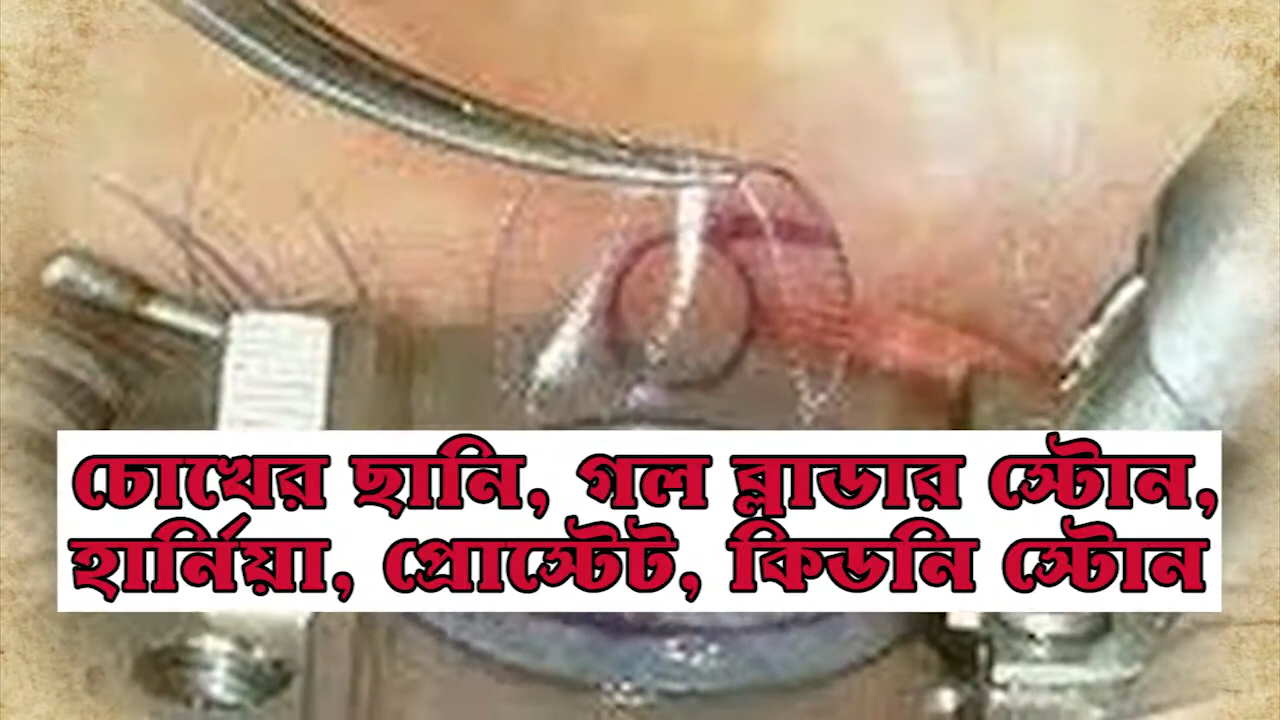 চোখের ছানি, গল ব্লাডার স্টোন,
হার্নিয়া, প্রোস্টেট, কিডনি স্টোন